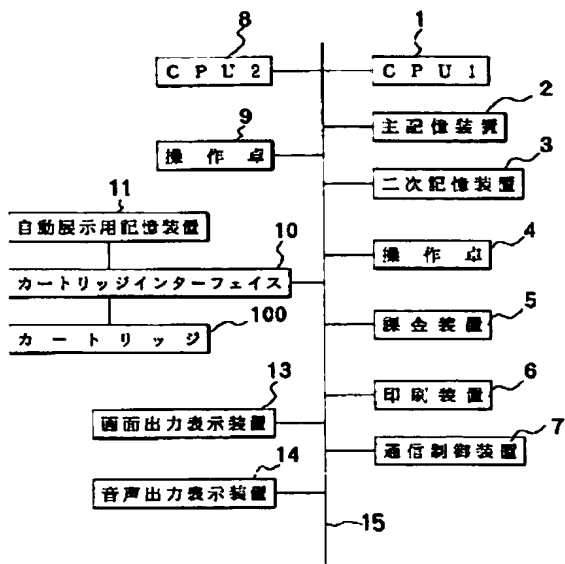 8
1
CPU2
CPU1
2
9
主記憶装置
操作卓
3
11
二次記憶装置
自動展示用記憶装置
10
4
カートリッジインターフェイス
操作卓
100
5
カートリッジ
課金装置
13
6
画面出力表示装置
印刷装置
7
14
通信制御装置
音声出力表示装置
15